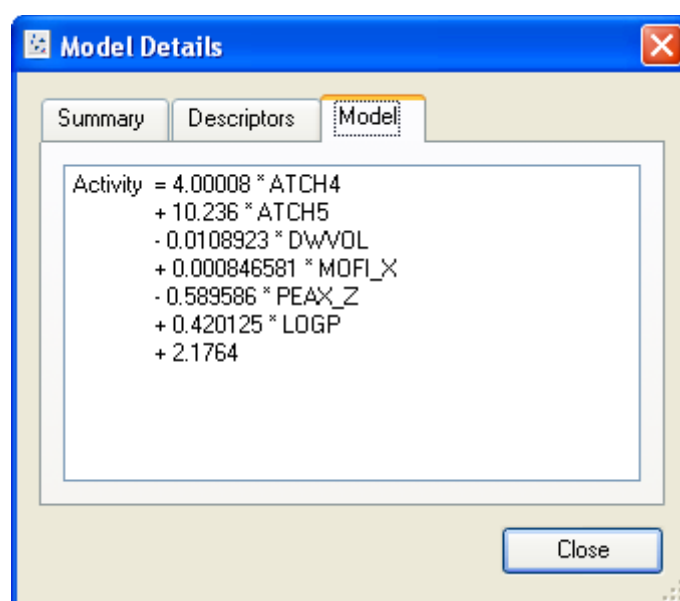 Model Details
Summary Descriptors Model
Activity = 4.00008 * ATCH4
+ 10.236 * ATCH5
- 0.0108923 * DWVOL
+ 0.000846581 * MOFI_X
- 0.589586 * PEAX_Z
+ 0.420125 * LOGP
+ 2.1764
Close